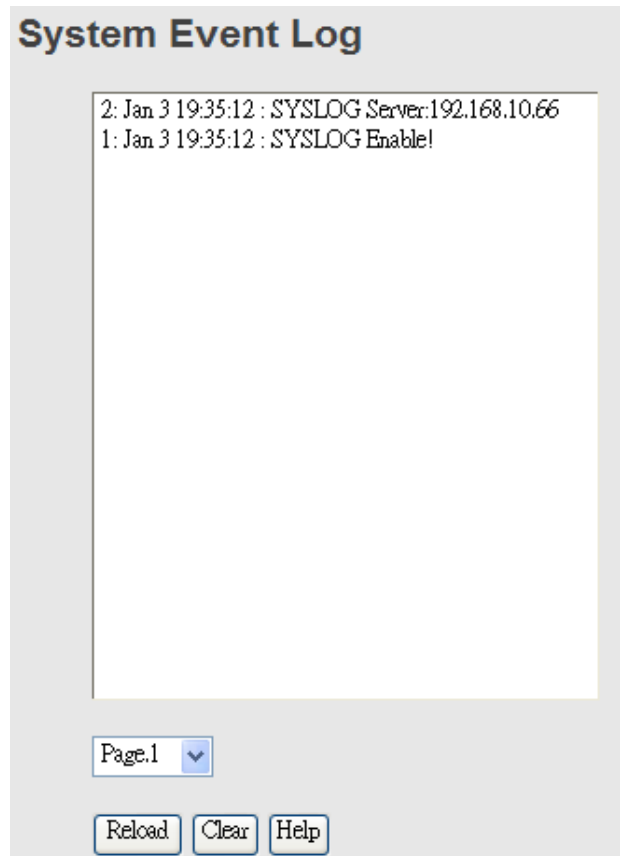 System Event Log
2: Jan 3 19:35:12 : SYSLOG Server:192.168.10.66
1: Jan 3 19:35:12 : SYSLOG Enable!
Page.1
Reload Clear Help